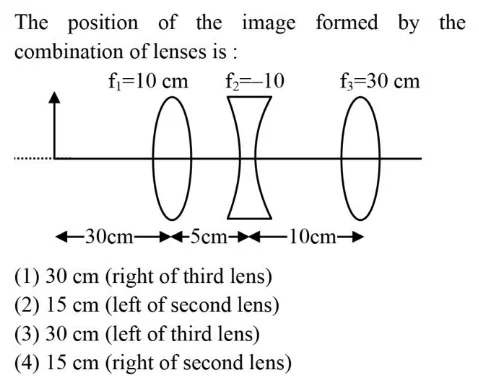 The position of the image formed by the
combination of lenses is :
f₁=10 cm f₂=–10 f₃=30 cm
30cm 5cm 10cm
(1) 30 cm (right of third lens)
(2) 15 cm (left of second lens)
(3) 30 cm (left of third lens)
(4) 15 cm (right of second lens)